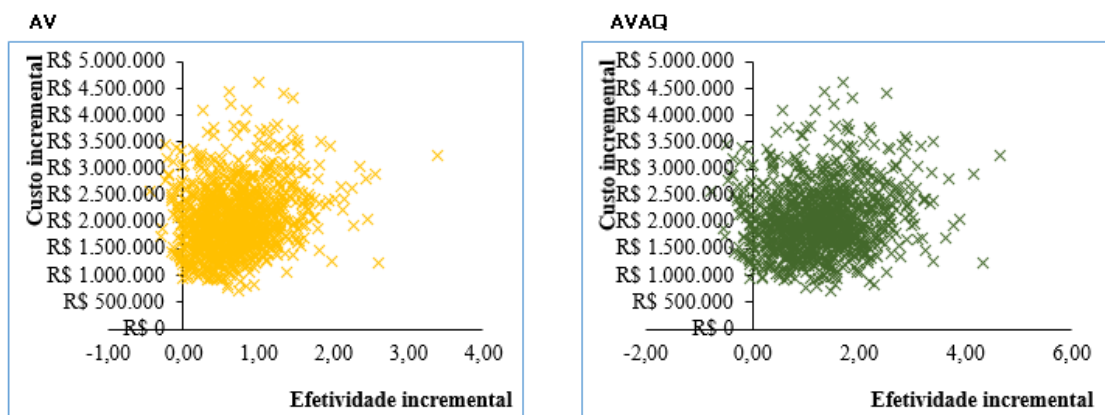 AV
Custo incremental
R$ 5.000.000
R$ 4.500.000
R$ 4.000.000
R$ 3.500.000
R$ 3.000.000
R$ 2.500.000
R$ 2.000.000
R$ 1.500.000
R$ 1.000.000
R$ 500.000
R$ 0
-1,00 0,00 1,00 2,00 3,00 4,00
Efetividade incremental
AVAQ
Custo incremental
R$ 5.000.000
R$ 4.500.000
R$ 4.000.000
R$ 3.500.000
R$ 3.000.000
R$ 2.500.000
R$ 2.000.000
R$ 1.500.000
R$ 1.000.000
R$ 500.000
R$ 0
-2,00 0,00 2,00 4,00 6,00
Efetividade incremental